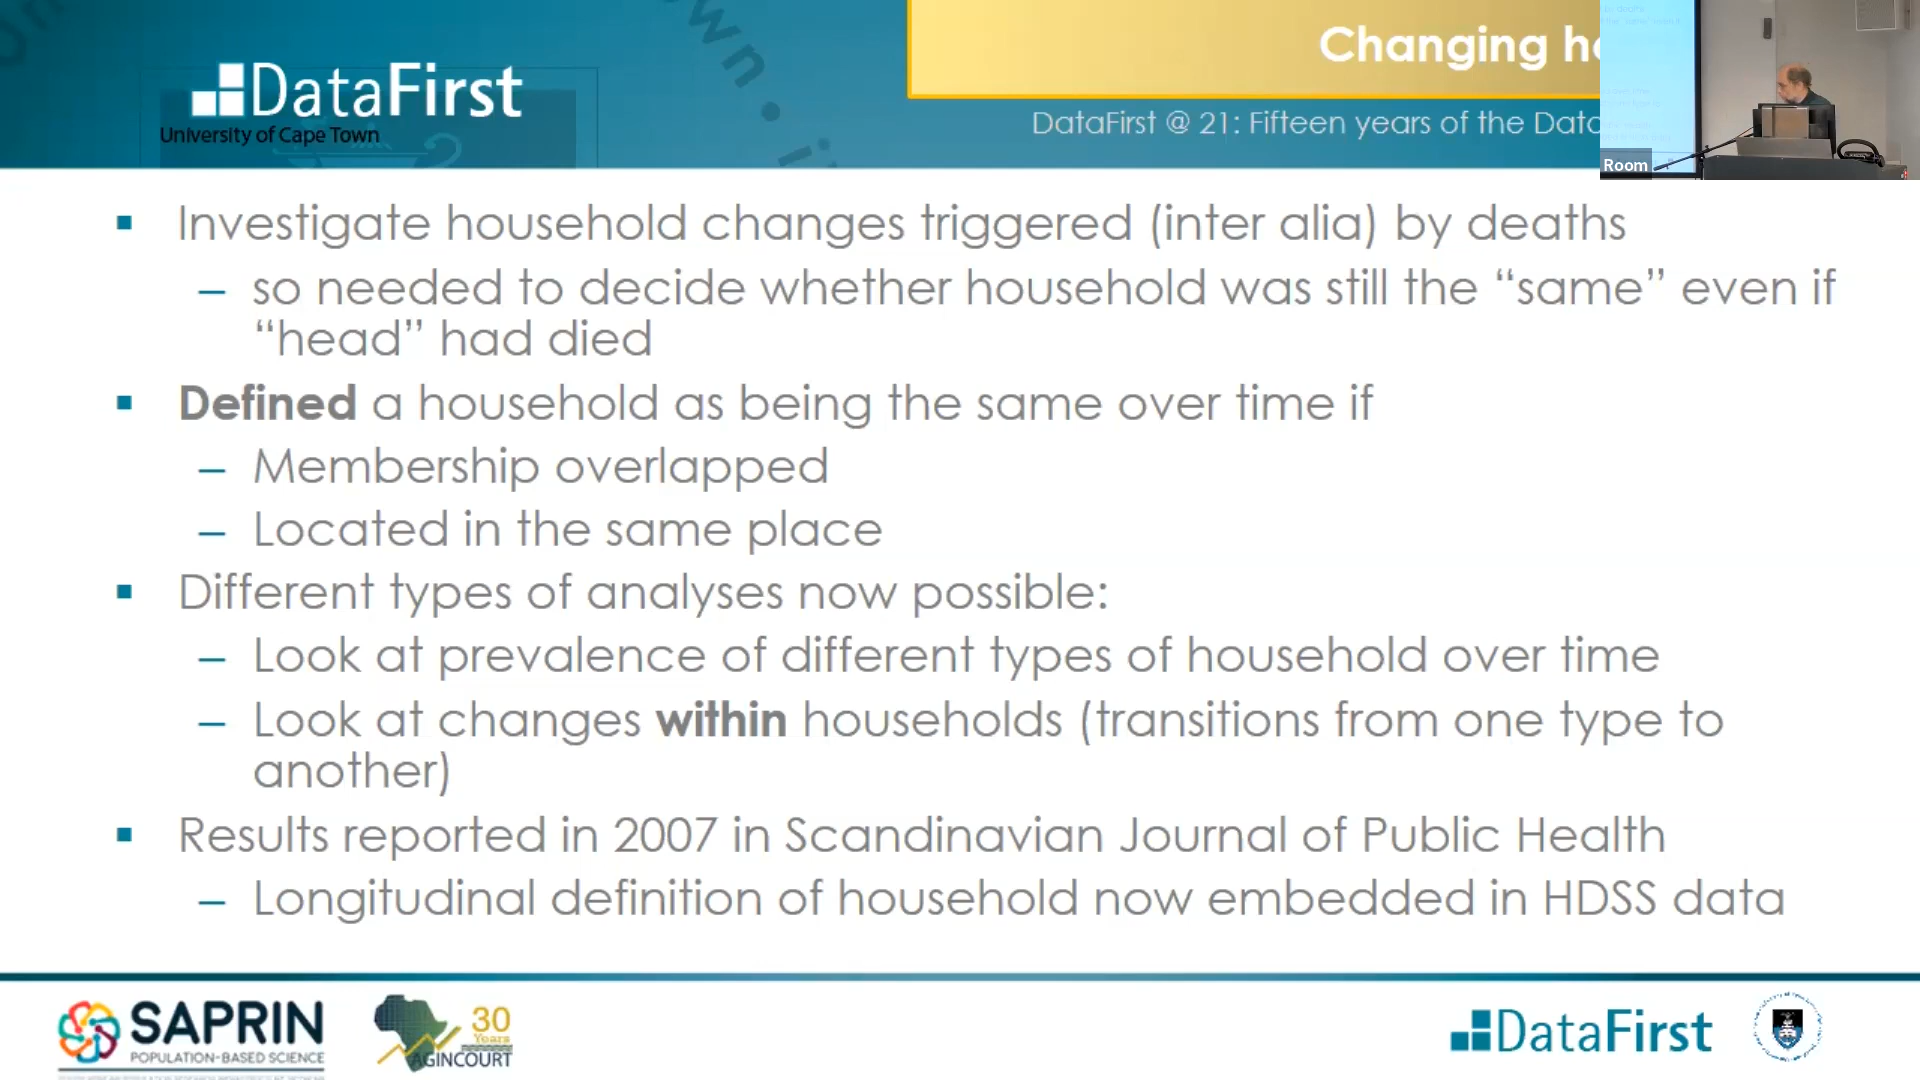 DataFirst
University of Cape Town
Changing
DataFirst @ 21: Fifteen years of the
Room
▪ Investigate household changes triggered (inter alia) by deaths
– so needed to decide whether household was still the “same” even if
“head” had died
▪ Defined a household as being the same over time if
– Membership overlapped
– Located in the same place
▪ Different types of analyses now possible:
– Look at prevalence of different types of household over time
– Look at changes within households (transitions from one type to
another)
▪ Results reported in 2007 in Scandinavian Journal of Public Health
– Longitudinal definition of household now embedded in HDSS data
SAPRIN
POPULATION-BASED SCIENCE
30
Years
AGINCOURT
DataFirst